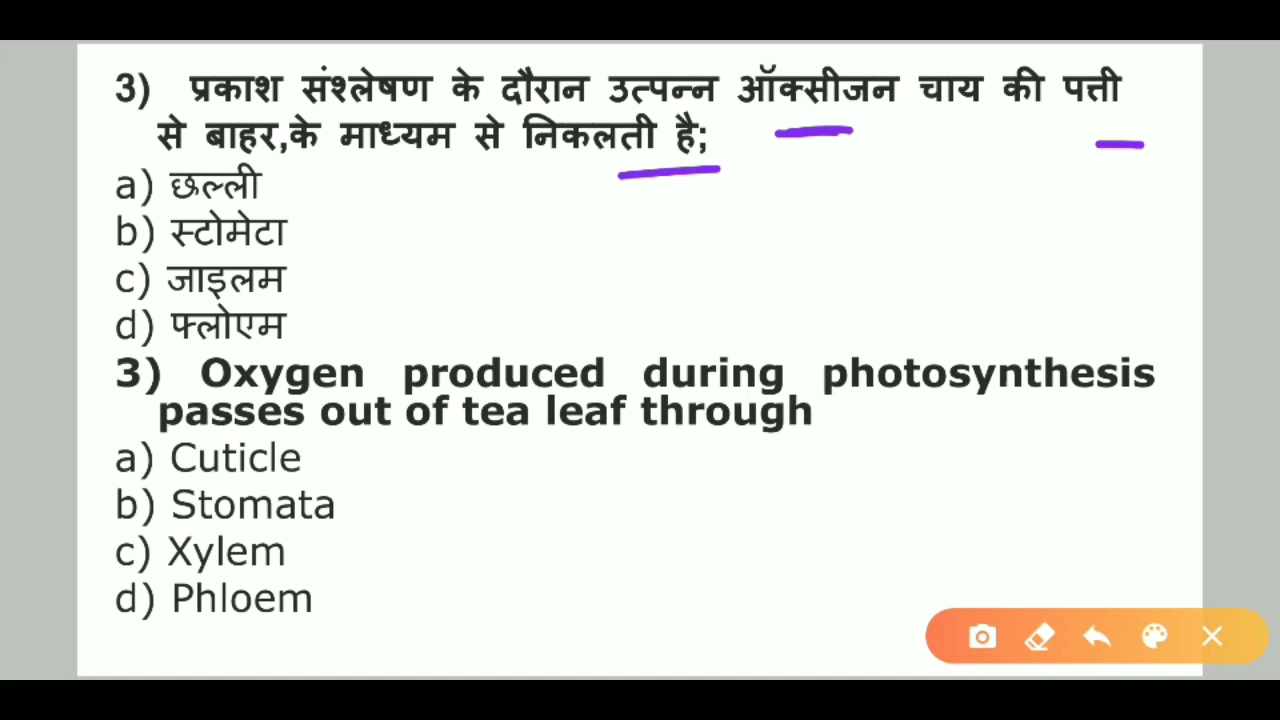 3) प्रकाश संश्लेषण के दौरान उत्पन्न ऑक्सीजन चाय की पत्ती
से बाहर,के माध्यम से निकलती है;
a) छल्ली
b) स्टोमेटा
c) जाइलम
d) फ्लोएम
3) Oxygen produced during photosynthesis
passes out of tea leaf through
a) Cuticle
b) Stomata
c) Xylem
d) Phloem